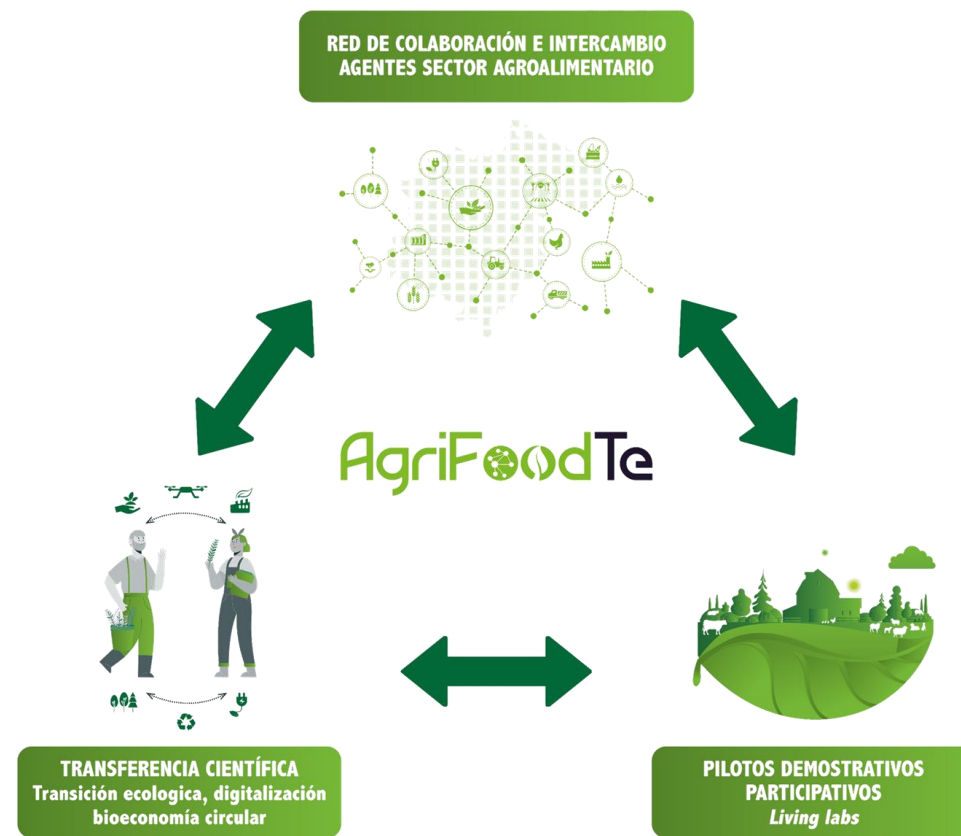 RED DE COLABORACIÓN E INTERCAMBIO
AGENTES SECTOR AGROALIMENTARIO
AgriFoodTe
TRANSFERENCIA CIENTÍFICA
Transición ecologica, digitalización
bioeconomía circular
PILOTOS DEMOSTRATIVOS
PARTICIPATIVOS
Living labs